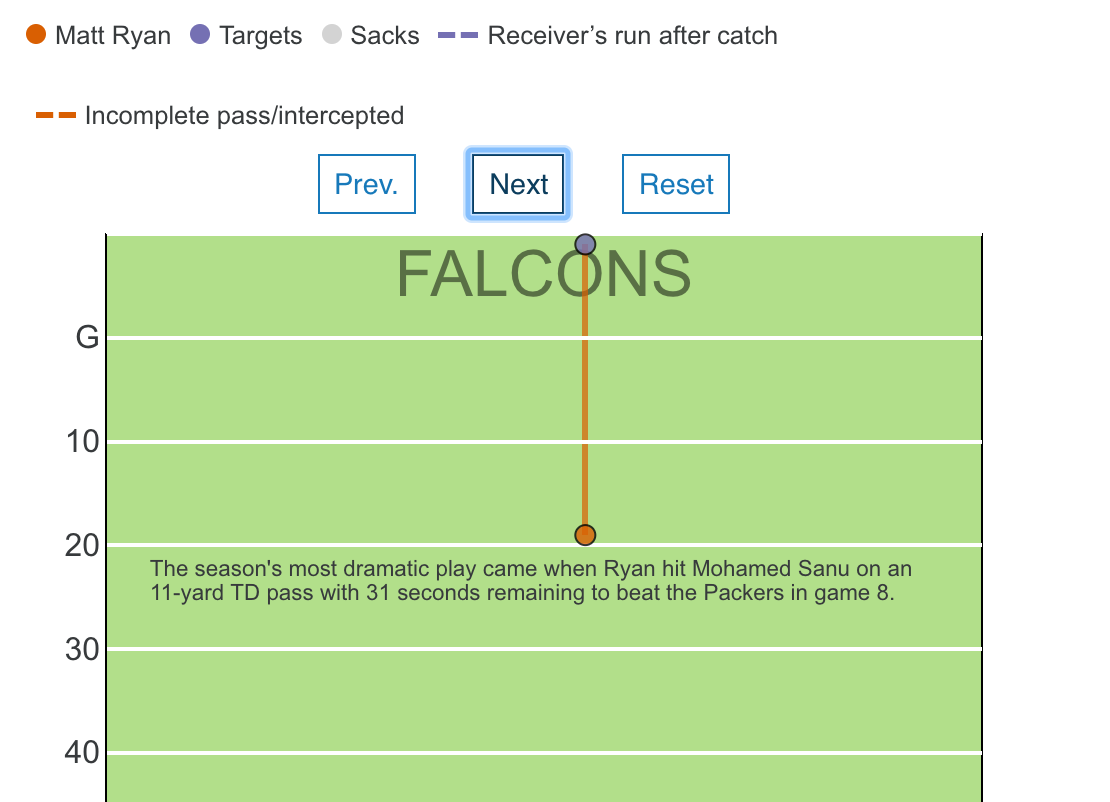 Matt Ryan Targets Sacks Receiver’s run after catch
Incomplete pass/intercepted
Prev. Next Reset
FALCONS
G
10
20
The season's most dramatic play came when Ryan hit Mohamed Sanu on an
11-yard TD pass with 31 seconds remaining to beat the Packers in game 8.
30
40